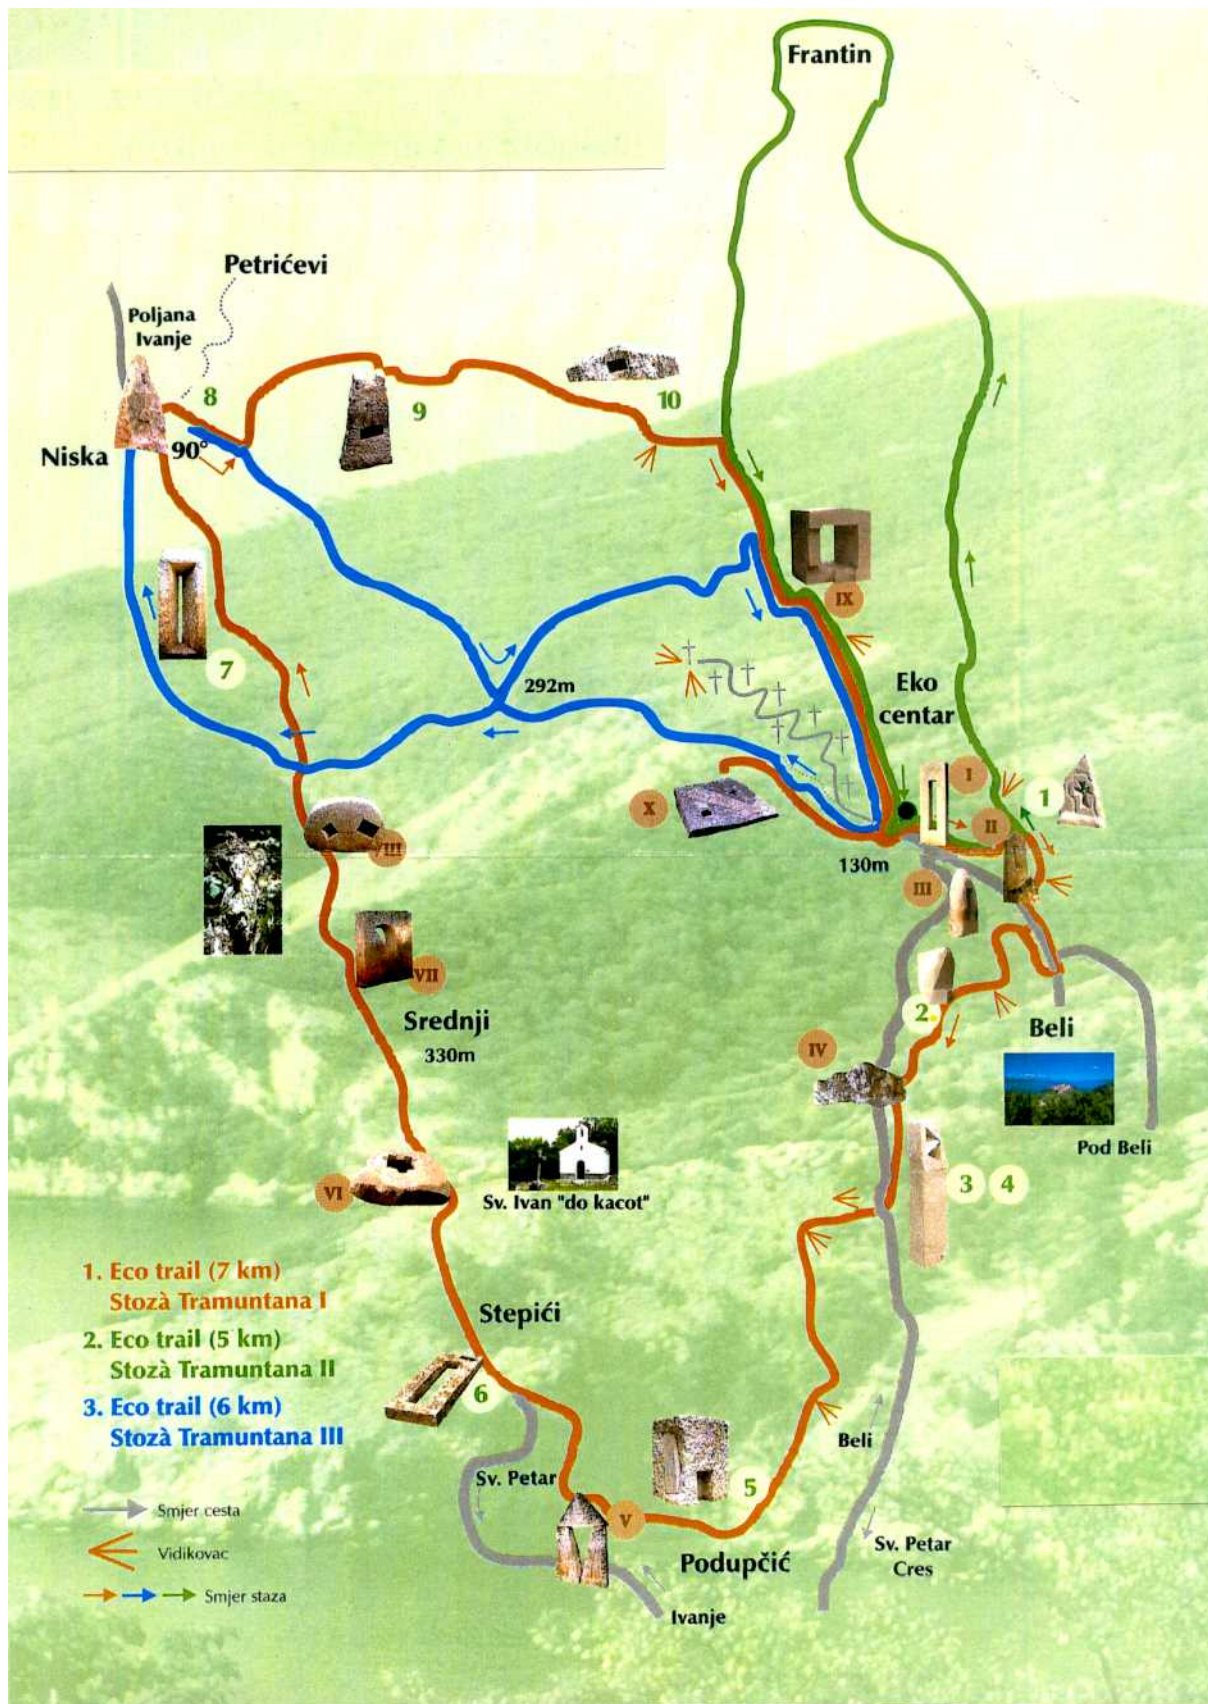 Frantin
Petrićevi
Poljana
Ivanje
8
9
10
Niska
90°
IX
7
292m
Eko
centar
I
1
X
II
VIII
130m
III
VII
2.
Srednji
330m
Beli
IV
Pod Beli
VI
Sv. Ivan "do kacot"
3 4
1. Eco trail (7 km)
Stozà Tramuntana I
2. Eco trail (5 km)
Stozà Tramuntana II
3. Eco trail (6 km)
Stozà Tramuntana III
Stepići
6
Beli
Sv. Petar
5
Smjer cesta
V
Vidikovac
Podupčić
Sv. Petar
Cres
Smjer staza
Ivanje